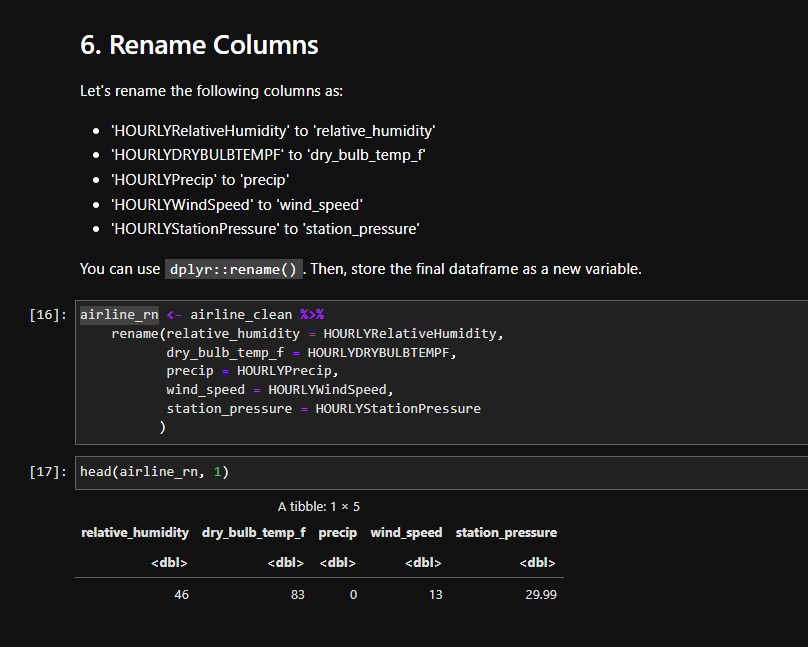 6. Rename Columns
Let's rename the following columns as:
• 'HOURLYRelativeHumidity' to 'relative_humidity'
• 'HOURLYDRYBULBTEMPF' to 'dry_bulb_temp_f'
• 'HOURLYPrecip' to 'precip'
• 'HOURLYWindSpeed' to 'wind_speed'
• 'HOURLYStationPressure' to 'station_pressure'
You can use dplyr::rename(). Then, store the final dataframe as a new variable.
[16]: airline_rn <- airline_clean %>%
rename(relative_humidity = HOURLYRelativeHumidity,
dry_bulb_temp_f = HOURLYDRYBULBTEMPF,
precip = HOURLYPrecip,
wind_speed = HOURLYWindSpeed,
station_pressure = HOURLYStationPressure
)
[17]: head(airline_rn, 1)
A tibble: 1 × 5
relative_humidity dry_bulb_temp_f precip wind_speed station_pressure
<dbl> <dbl> <dbl> <dbl> <dbl>
46 83 0 13 29.99